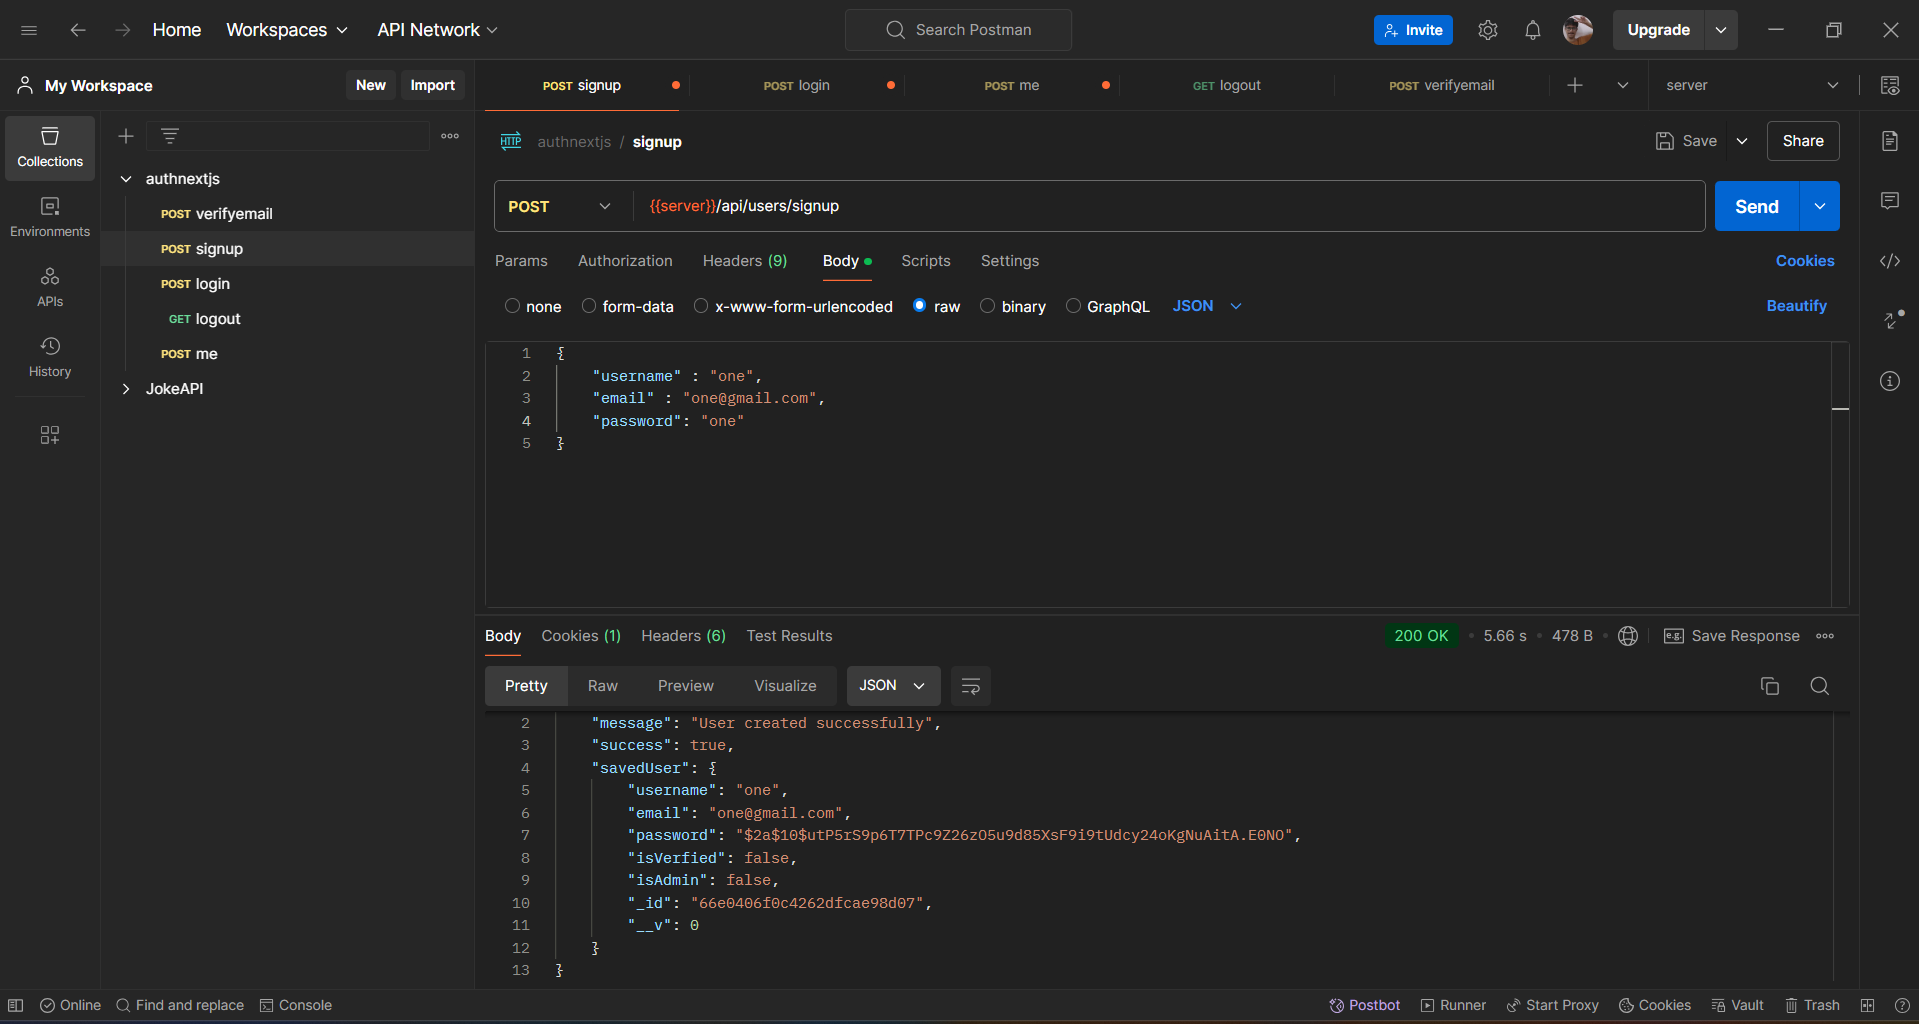 Home Workspaces API Network Search Postman Invite Upgrade
My Workspace New Import POST signup POST login POST me GET logout POST verifyemail server
Collections
Environments
APIs
History
authnextjs
POST verifyemail
POST signup
POST login
GET logout
POST me
JokeAPI
HTTP authnextjs / signup Save Share
POST {{server}}/api/users/signup Send
Params Authorization Headers (9) Body Scripts Settings Cookies
none form-data x-www-form-urlencoded raw binary GraphQL JSON Beautify
1 {
2 "username" : "one",
3 "email" : "one@gmail.com",
4 "password": "one"
5 }
Body Cookies (1) Headers (6) Test Results 200 OK 5.66 s 478 B e.g. Save Response
Pretty Raw Preview Visualize JSON
2 "message": "User created successfully",
3 "success": true,
4 "savedUser": {
5 "username": "one",
6 "email": "one@gmail.com",
7 "password": "$2a$10$utP5rS9p6T7TPc9Z26zO5u9d85XsF9i9tUdcy24oKgNuAitA.E0NO",
8 "isVerfied": false,
9 "isAdmin": false,
10 "_id": "66e0406f0c4262dfcae98d07",
11 "__v": 0
12 }
13 }
Online Find and replace Console Postbot Runner Start Proxy Cookies Vault Trash